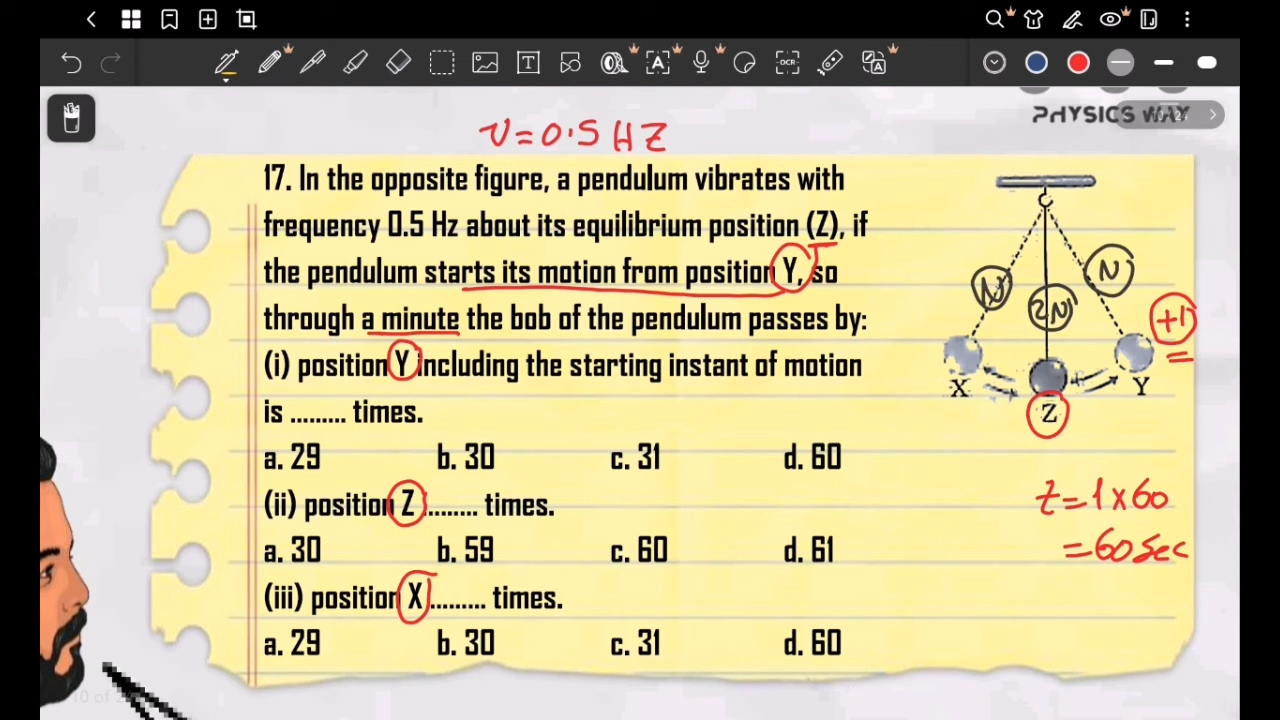 PHYSICS WAY
ν=0.5 HZ
17. In the opposite figure, a pendulum vibrates with
frequency 0.5 Hz about its equilibrium position (Z), if
the pendulum starts its motion from position Y, so
through a minute the bob of the pendulum passes by:
(i) position Y including the starting instant of motion
is ......... times.
a. 29 b. 30 c. 31 d. 60
(ii) position Z ......... times.
a. 30 b. 59 c. 60 d. 61
(iii) position X ......... times.
a. 29 b. 30 c. 31 d. 60
N 2N N
+1
X Z Y
t=1×60
=60sec